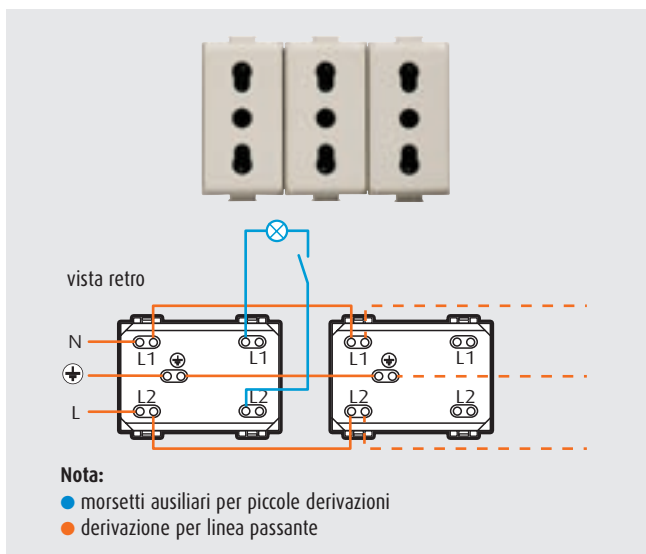 vista retro
N
L1 L1 L1 L1
L2 L2 L2 L2
L
Nota:
morsetti ausiliari per piccole derivazioni
derivazione per linea passante